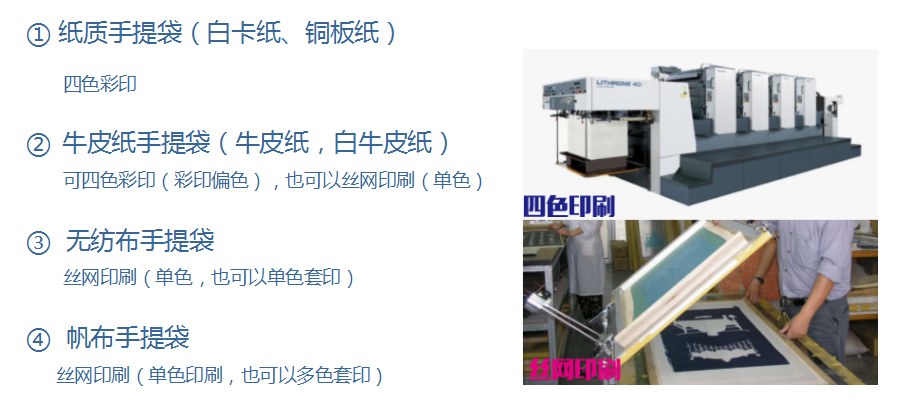 ① 纸质手提袋（白卡纸、铜板纸）
四色彩印
② 牛皮纸手提袋（牛皮纸，白牛皮纸）
可四色彩印（彩印偏色），也可以丝网印刷（单色）
③ 无纺布手提袋
丝网印刷（单色，也可以单色套印）
④ 帆布手提袋
丝网印刷（单色印刷，也可以多色套印）
LITHRONE 40
四色印刷
丝网印刷